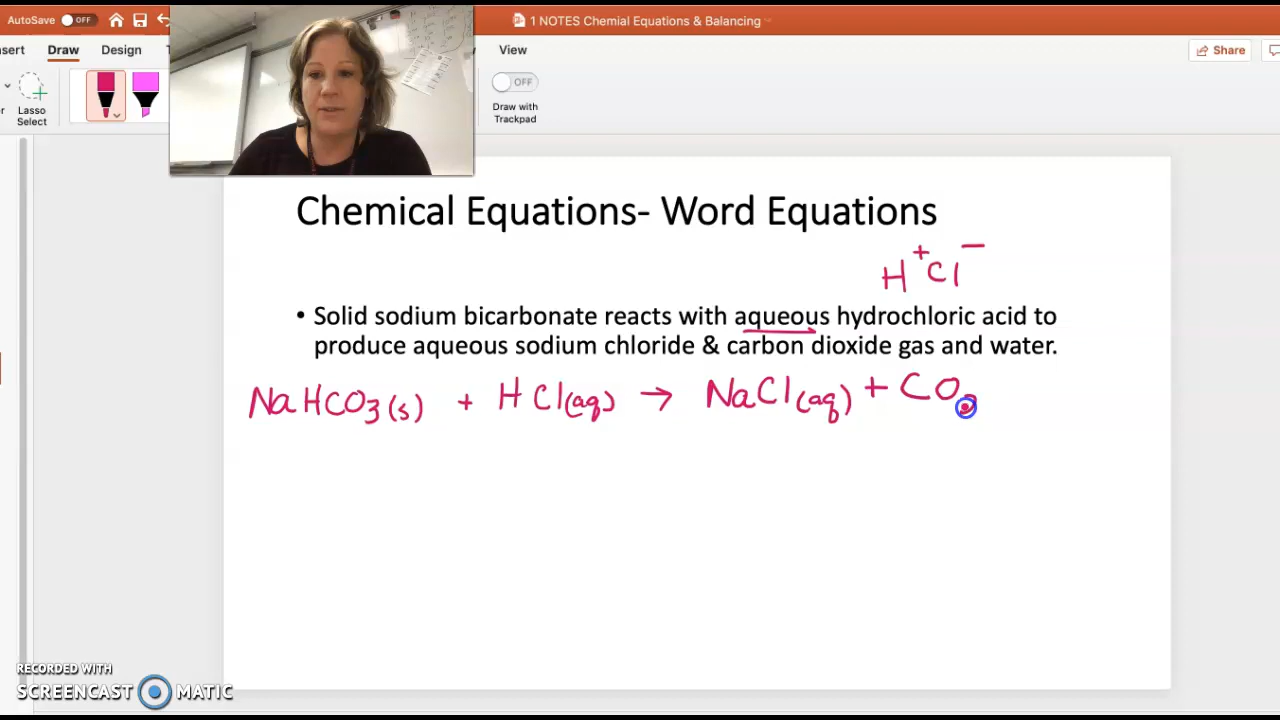 AutoSave OFF
1 NOTES Chemial Equations & Balancing
nsert Draw Design View
Share
Lasso Select
OFF
Draw with Trackpad
Chemical Equations- Word Equations
H+Cl−
• Solid sodium bicarbonate reacts with aqueous hydrochloric acid to
produce aqueous sodium chloride & carbon dioxide gas and water.
NaHCO3(s) + HCl(aq) → NaCl(aq) + CO2
RECORDED WITH
SCREENCAST MATIC